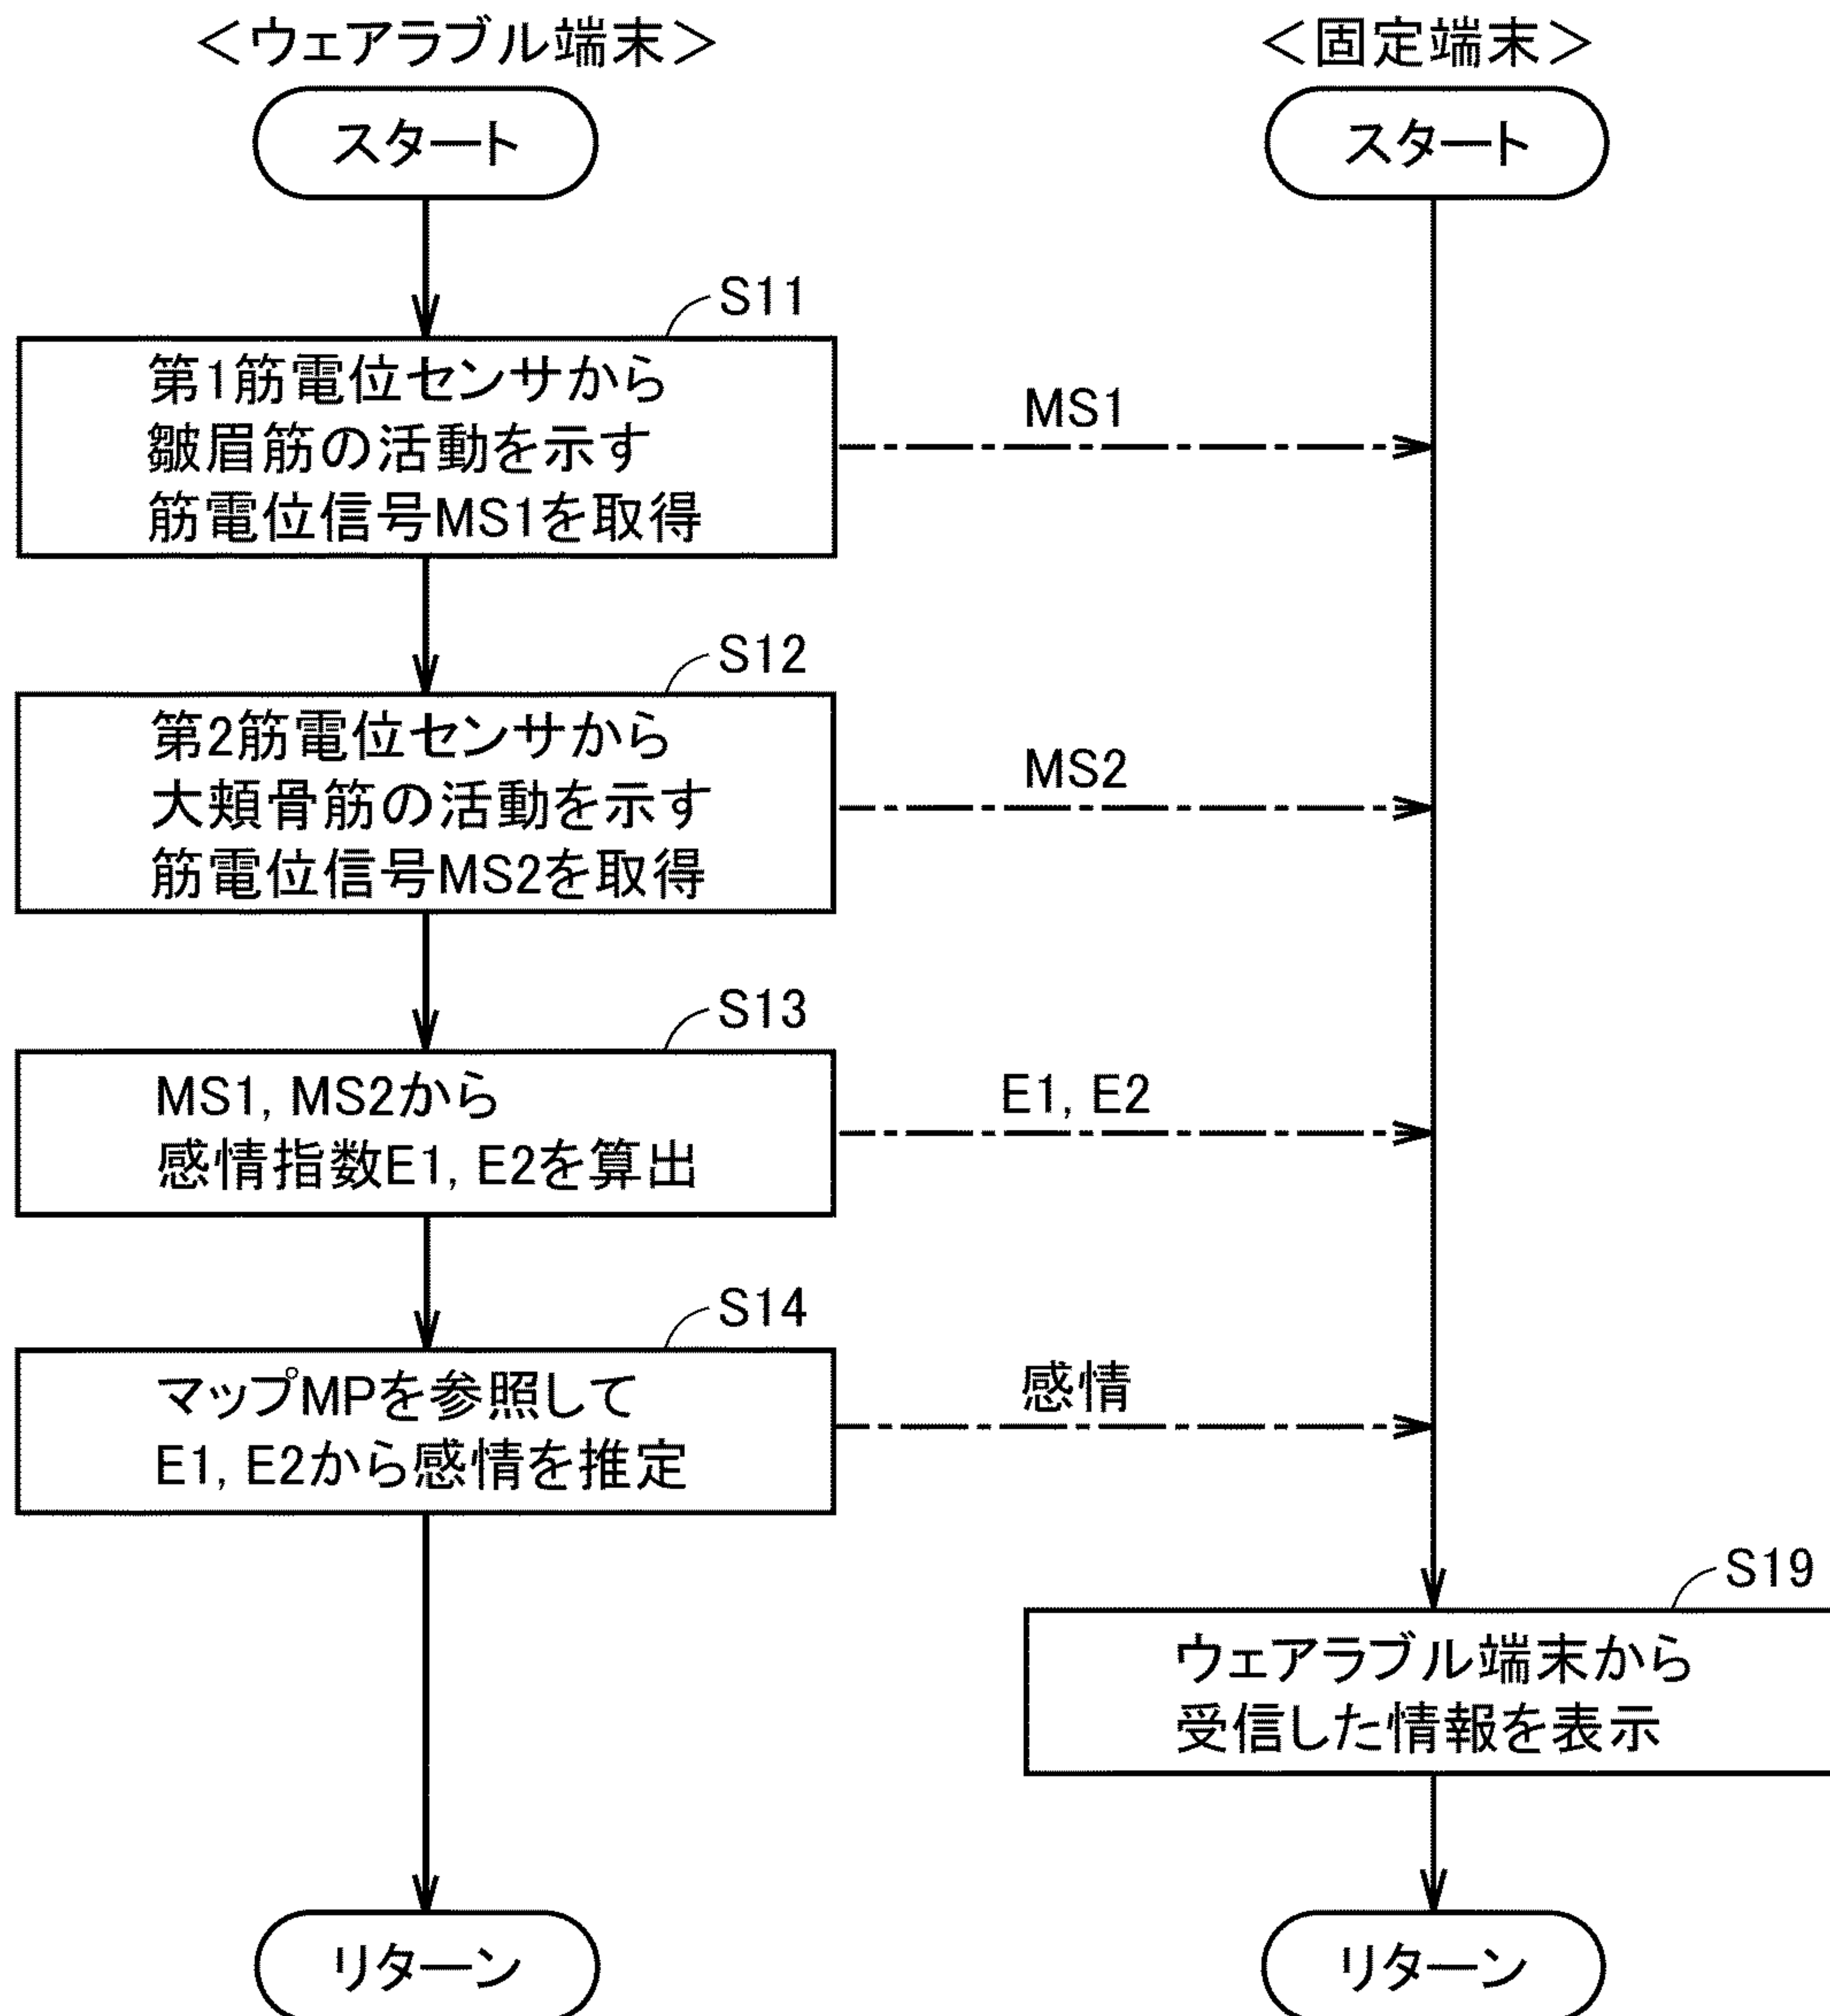 <ウェアラブル端末>
スタート
S11
第1筋電位センサから
皺眉筋の活動を示す
筋電位信号MS1を取得
S12
第2筋電位センサから
大頬骨筋の活動を示す
筋電位信号MS2を取得
S13
MS1, MS2から
感情指数E1, E2を算出
S14
マップMPを参照して
E1, E2から感情を推定
リターン
MS1
MS2
E1, E2
感情
<固定端末>
スタート
S19
ウェアラブル端末から
受信した情報を表示
リターン